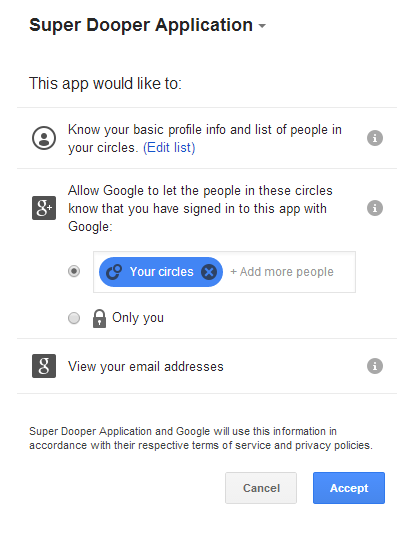 Super Dooper Application
This app would like to:
Know your basic profile info and list of people in
your circles. (Edit list)
Allow Google to let the people in these circles
know that you have signed in to this app with
Google:
g+
Your circles + Add more people
Only you
g
View your email addresses
Super Dooper Application and Google will use this information in
accordance with their respective terms of service and privacy policies.
Cancel Accept